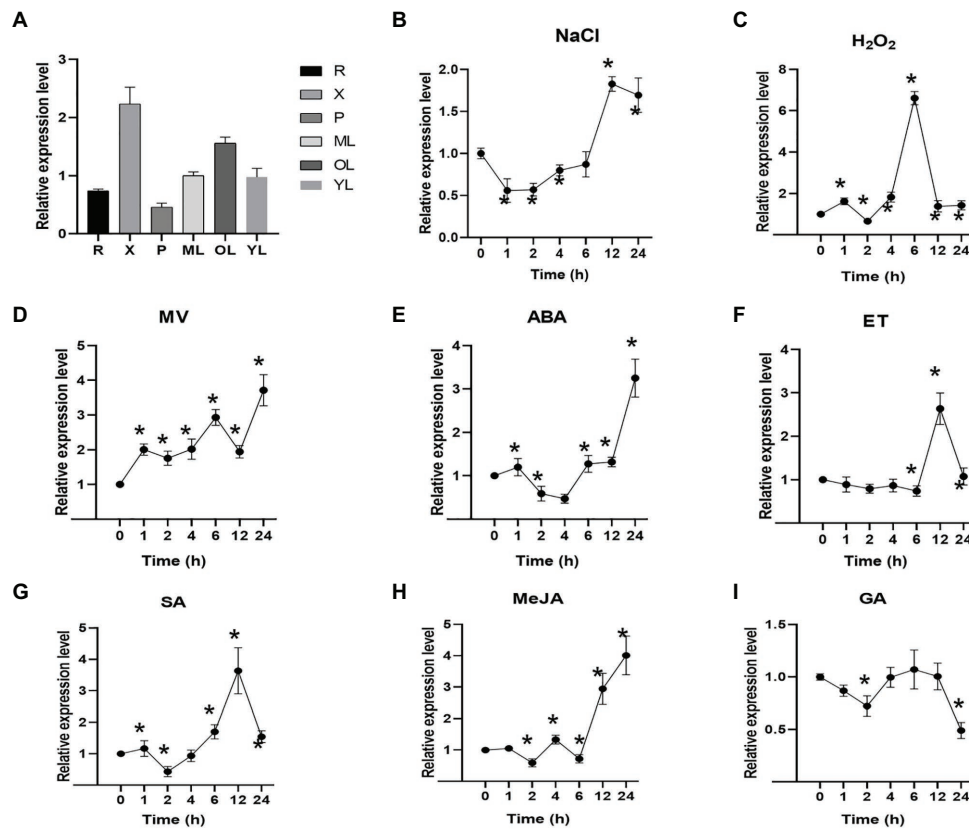 A
Relative expression level
3
2
1
0
R X P ML OL YL
R
X
P
ML
OL
YL
B
NaCl
Relative expression level
2.0
1.5
1.0
0.5
0.0
0 1 2 4 6 12 24
Time (h)
* * * * * *
C
H₂O₂
Relative expression level
8
6
4
2
0
0 1 2 4 6 12 24
Time (h)
* * * * * * *
D
MV
Relative expression level
5
4
3
2
1
0
0 1 2 4 6 12 24
Time (h)
* * * * * *
E
ABA
Relative expression level
4
3
2
1
0
0 1 2 4 6 12 24
Time (h)
* * * * *
F
ET
Relative expression level
4
3
2
1
0
0 1 2 4 6 12 24
Time (h)
* * *
G
SA
Relative expression level
5
4
3
2
1
0
0 1 2 4 6 12 24
Time (h)
* * * * *
H
MeJA
Relative expression level
5
4
3
2
1
0
0 1 2 4 6 12 24
Time (h)
* * * * *
I
GA
Relative expression level
1.5
1.0
0.5
0 1 2 4 6 12 24
Time (h)
* *